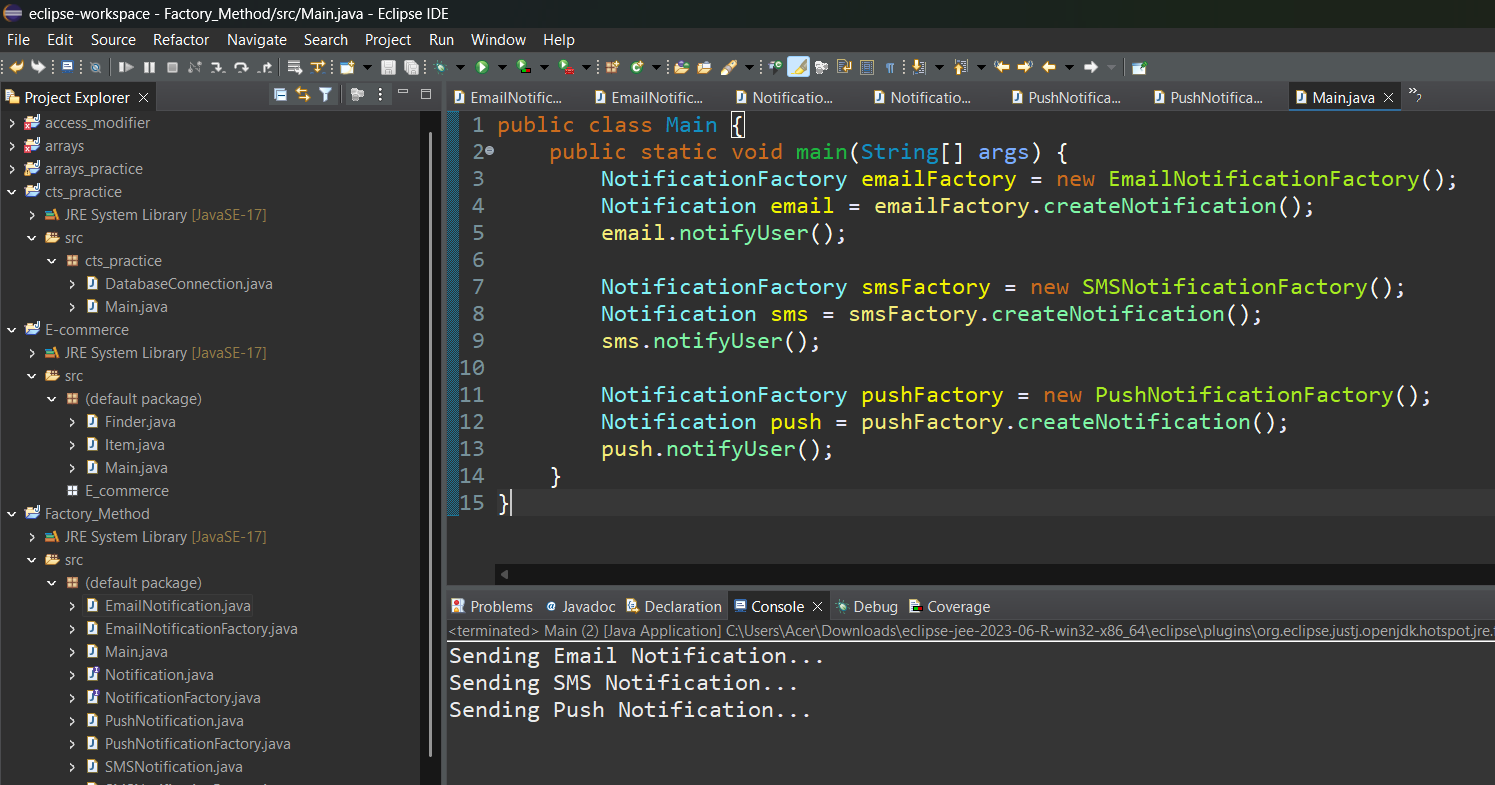 eclipse-workspace - Factory_Method/src/Main.java - Eclipse IDE
File Edit Source Refactor Navigate Search Project Run Window Help
Project Explorer
access_modifier
arrays
arrays_practice
cts_practice
JRE System Library [JavaSE-17]
src
cts_practice
DatabaseConnection.java
Main.java
E-commerce
JRE System Library [JavaSE-17]
src
(default package)
Finder.java
Item.java
Main.java
E_commerce
Factory_Method
JRE System Library [JavaSE-17]
src
(default package)
EmailNotification.java
EmailNotificationFactory.java
Main.java
Notification.java
NotificationFactory.java
PushNotification.java
PushNotificationFactory.java
SMSNotification.java
EmailNotific... EmailNotific... Notificatio... Notificatio... PushNotifica... PushNotifica... Main.java »2
1 public class Main {
2 public static void main(String[] args) {
3 NotificationFactory emailFactory = new EmailNotificationFactory();
4 Notification email = emailFactory.createNotification();
5 email.notifyUser();
6
7 NotificationFactory smsFactory = new SMSNotificationFactory();
8 Notification sms = smsFactory.createNotification();
9 sms.notifyUser();
10
11 NotificationFactory pushFactory = new PushNotificationFactory();
12 Notification push = pushFactory.createNotification();
13 push.notifyUser();
14 }
15 }
Problems Javadoc Declaration Console Debug Coverage
<terminated> Main (2) [Java Application] C:\Users\Acer\Downloads\eclipse-jee-2023-06-R-win32-x86_64\eclipse\plugins\org.eclipse.justj.openjdk.hotspot.jre.
Sending Email Notification...
Sending SMS Notification...
Sending Push Notification...